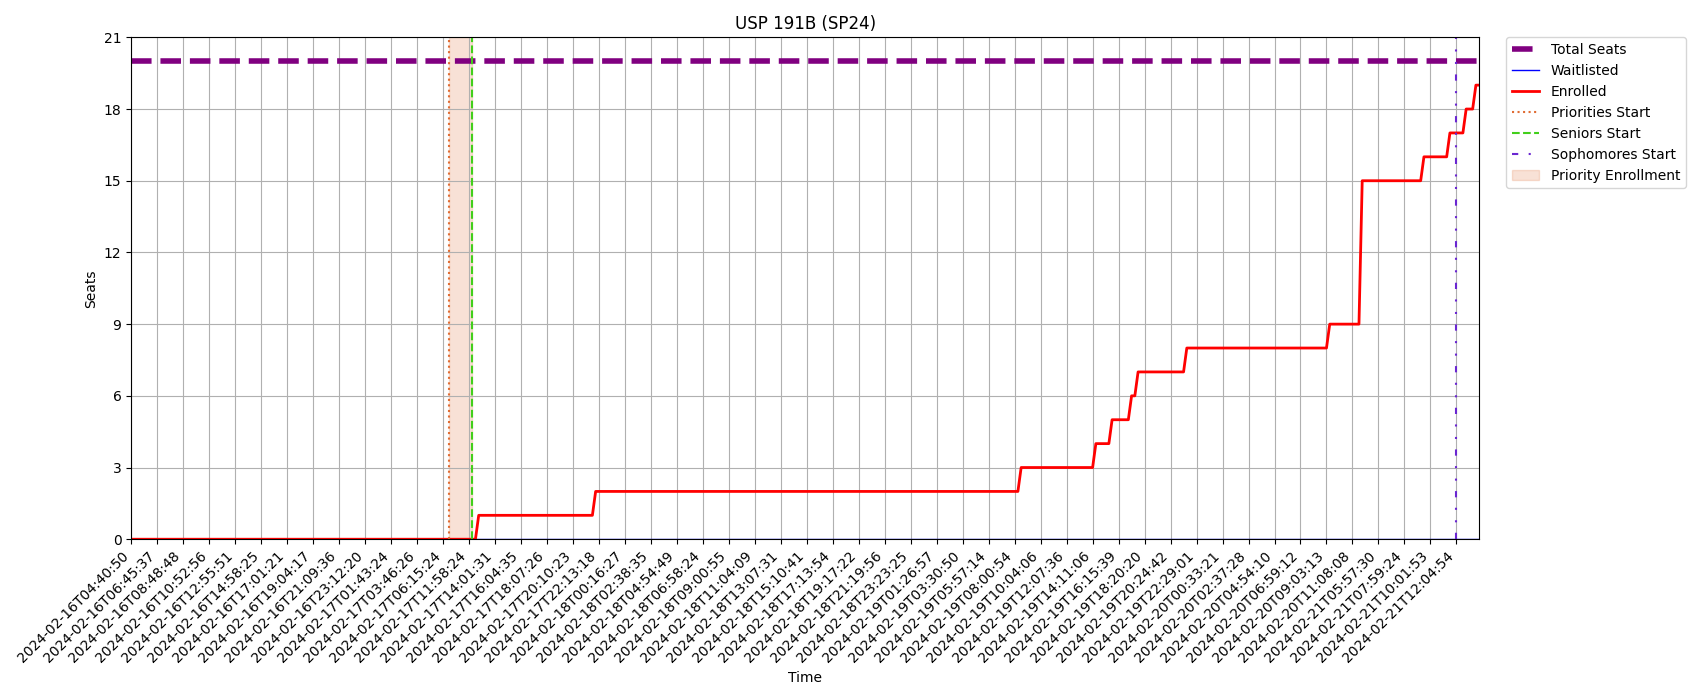 USP 191B (SP24)
21
18
15
12
9
6
3
0
Seats
Total Seats
Waitlisted
Enrolled
Priorities Start
Seniors Start
Sophomores Start
Priority Enrollment
2024-02-16T04:40:50
2024-02-16T06:45:37
2024-02-16T08:48:48
2024-02-16T10:52:56
2024-02-16T12:55:51
2024-02-16T14:58:25
2024-02-16T17:01:21
2024-02-16T19:04:17
2024-02-16T21:09:36
2024-02-16T23:12:20
2024-02-17T01:43:24
2024-02-17T03:46:26
2024-02-17T06:15:24
2024-02-17T11:58:24
2024-02-17T14:01:31
2024-02-17T16:04:35
2024-02-17T18:07:26
2024-02-17T20:10:23
2024-02-17T22:13:18
2024-02-18T00:16:27
2024-02-18T02:38:35
2024-02-18T04:54:49
2024-02-18T06:58:24
2024-02-18T09:00:55
2024-02-18T11:04:09
2024-02-18T13:07:31
2024-02-18T15:10:41
2024-02-18T17:13:54
2024-02-18T19:17:22
2024-02-18T21:19:56
2024-02-18T23:23:25
2024-02-19T01:26:57
2024-02-19T03:30:50
2024-02-19T05:57:14
2024-02-19T08:00:54
2024-02-19T10:04:06
2024-02-19T12:07:36
2024-02-19T14:11:06
2024-02-19T16:15:39
2024-02-19T18:20:20
2024-02-19T20:24:42
2024-02-19T22:29:01
2024-02-20T00:33:21
2024-02-20T02:37:28
2024-02-20T04:54:10
2024-02-20T06:59:12
2024-02-20T09:03:13
2024-02-20T11:08:08
2024-02-21T05:57:30
2024-02-21T07:59:24
2024-02-21T10:01:53
2024-02-21T12:04:54
Time